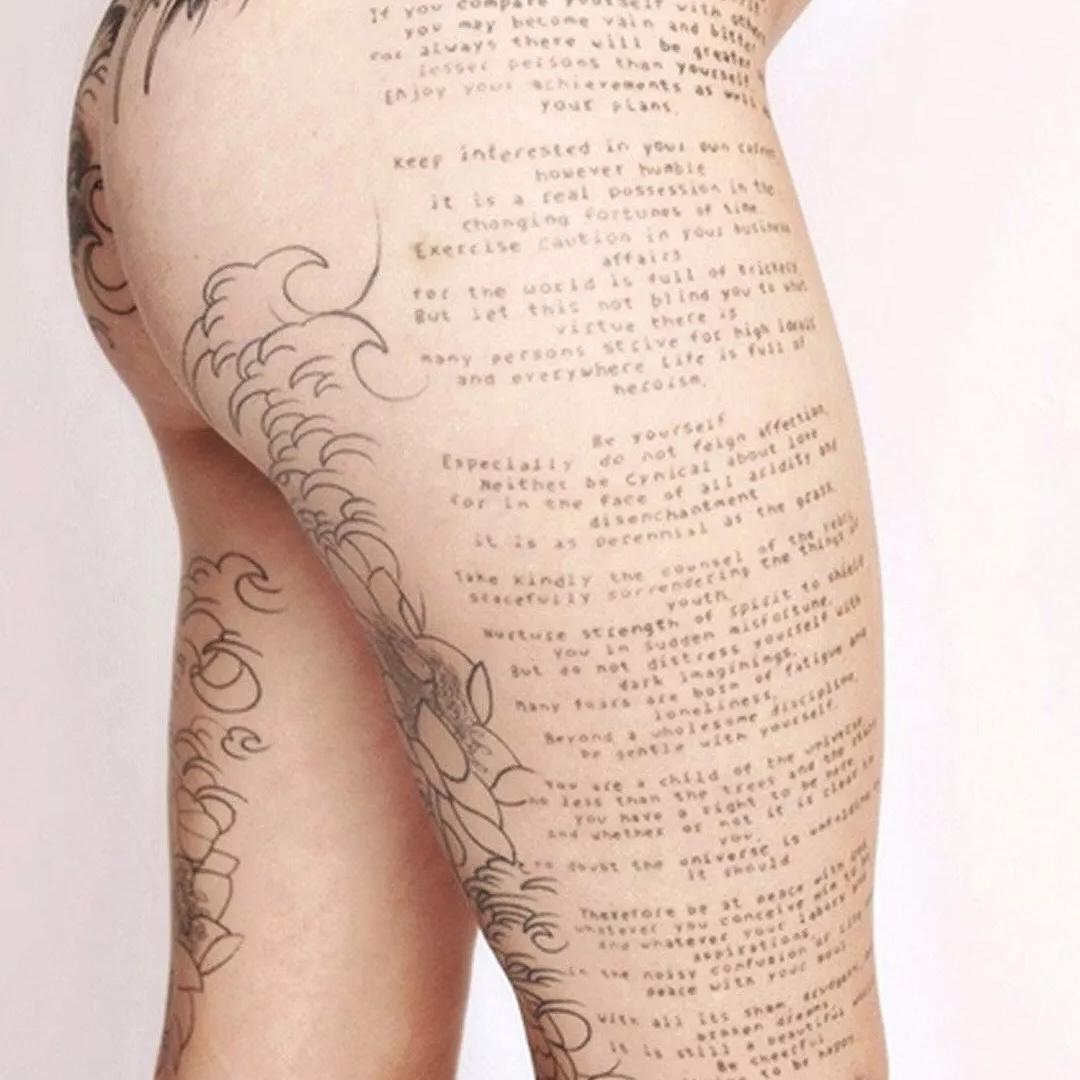 If you compare yourself with
you may become vain and bitter
for always there will be greater
lesser persons than yourself.
Enjoy your achievements as well as
your plans.
Keep interested in your own career
however humble
it is a real possession in the
changing fortunes of time.
Exercise caution in your business
affairs
for the world is full of trickery
But let this not blind you to what
virtue there is
many persons strive for high ideals
and everywhere life is full of
heroism.
Be yourself
Especially do not feign affection.
Neither be cynical about love
for in the face of all aridity and
disenchantment
it is as perennial as the grass.
Take kindly the counsel of the years
gracefully surrendering the things of
youth.
Nurture strength of spirit to shield
you in sudden misfortune.
But do not distress yourself with
dark imaginings.
Many fears are born of fatigue and
loneliness.
Beyond a wholesome discipline,
be gentle with yourself.
You are a child of the universe
no less than the trees and the stars
you have a right to be here
and whether or not it is clear to
you.
no doubt the universe is unfolding
it should
Therefore be at peace with God
whatever you conceive Him to be
and whatever your labors and
aspirations
in the noisy confusion of life
peace with your soul
With all its sham, drudgery
broken dreams,
it is still a beautiful
Be cheerful
to be happy